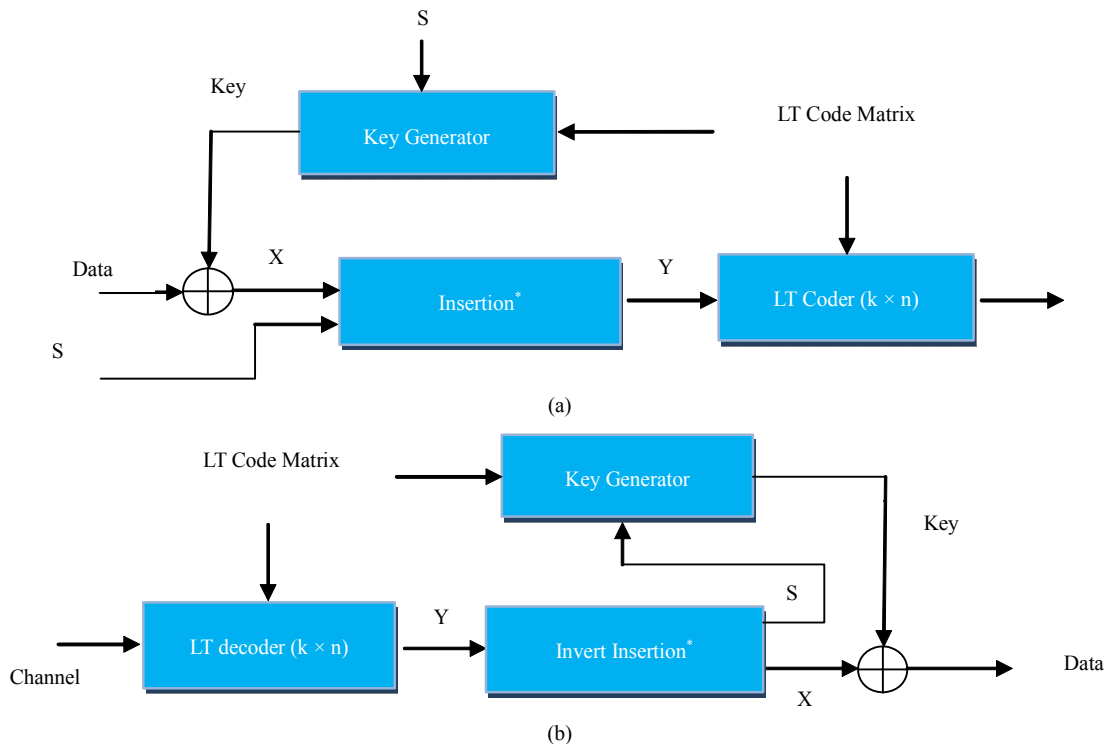 S
Key
LT Code Matrix
Key Generator
Data
X
Y
Insertion*
LT Coder (k × n)
S
(a)
LT Code Matrix
Key Generator
Key
S
Y
LT decoder (k × n)
Invert Insertion*
Channel
X
Data
(b)